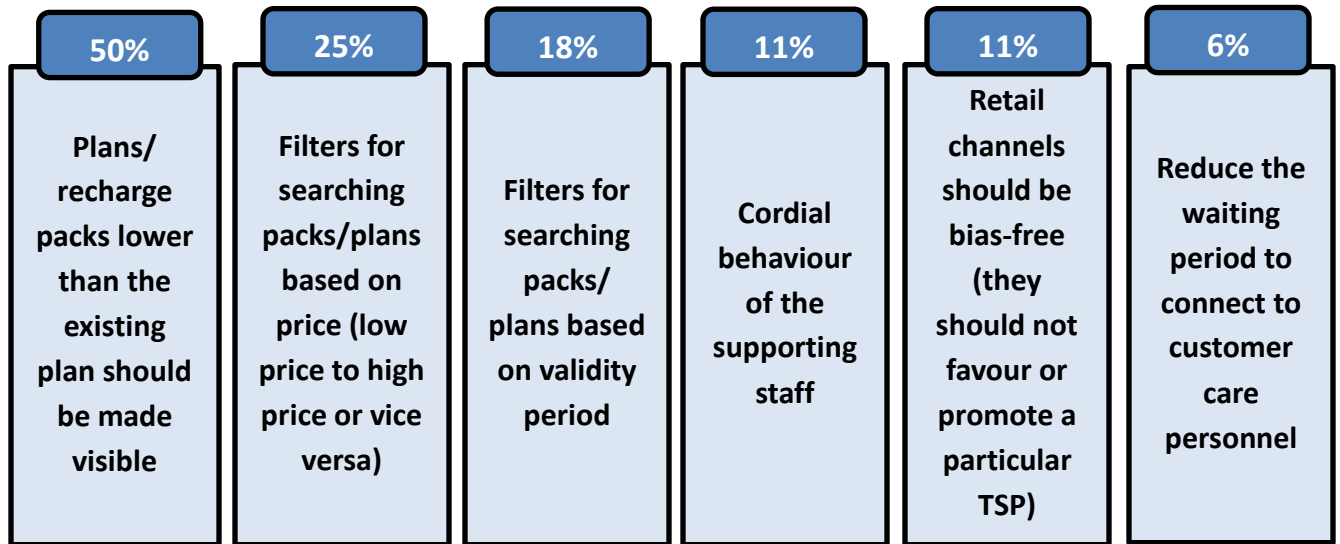 50%
Plans/
recharge
packs lower
than the
existing
plan should
be made
visible
25%
Filters for
searching
packs/plans
based on
price (low
price to high
price or vice
versa)
18%
Filters for
searching
packs/
plans based
on validity
period
11%
Cordial
behaviour
of the
supporting
staff
11%
Retail
channels
should be
bias-free
(they
should not
favour or
promote a
particular
TSP)
6%
Reduce the
waiting
period to
connect to
customer
care
personnel